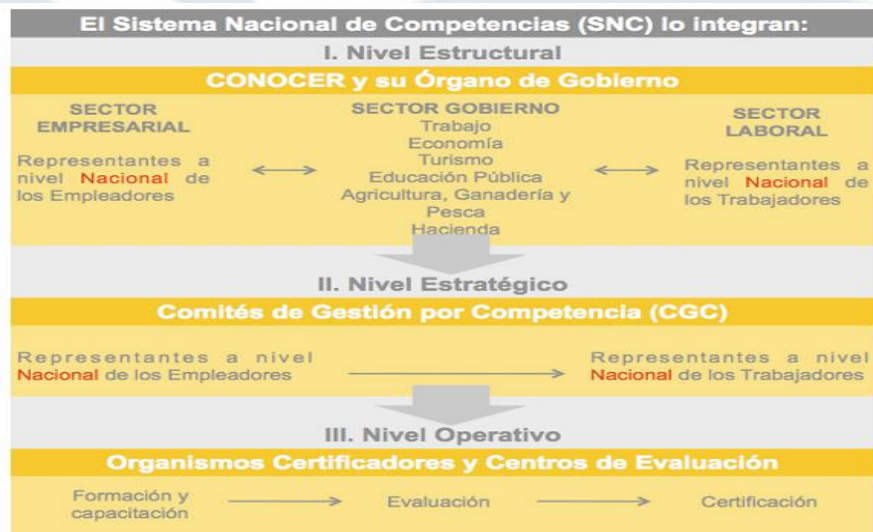 El Sistema Nacional de Competencias (SNC) lo integran:
I. Nivel Estructural
CONOCER y su Órgano de Gobierno
SECTOR
EMPRESARIAL
Representantes a
nivel Nacional de
los Empleadores
SECTOR GOBIERNO
Trabajo
Economía
Turismo
Educación Pública
Agricultura, Ganadería y
Pesca
Hacienda
SECTOR
LABORAL
Representantes a
nivel Nacional de
los Trabajadores
II. Nivel Estratégico
Comités de Gestión por Competencia (CGC)
Representantes a nivel
Nacional de los Empleadores
Representantes a nivel
Nacional de los Trabajadores
III. Nivel Operativo
Organismos Certificadores y Centros de Evaluación
Formación y
capacitación
Evaluación
Certificación